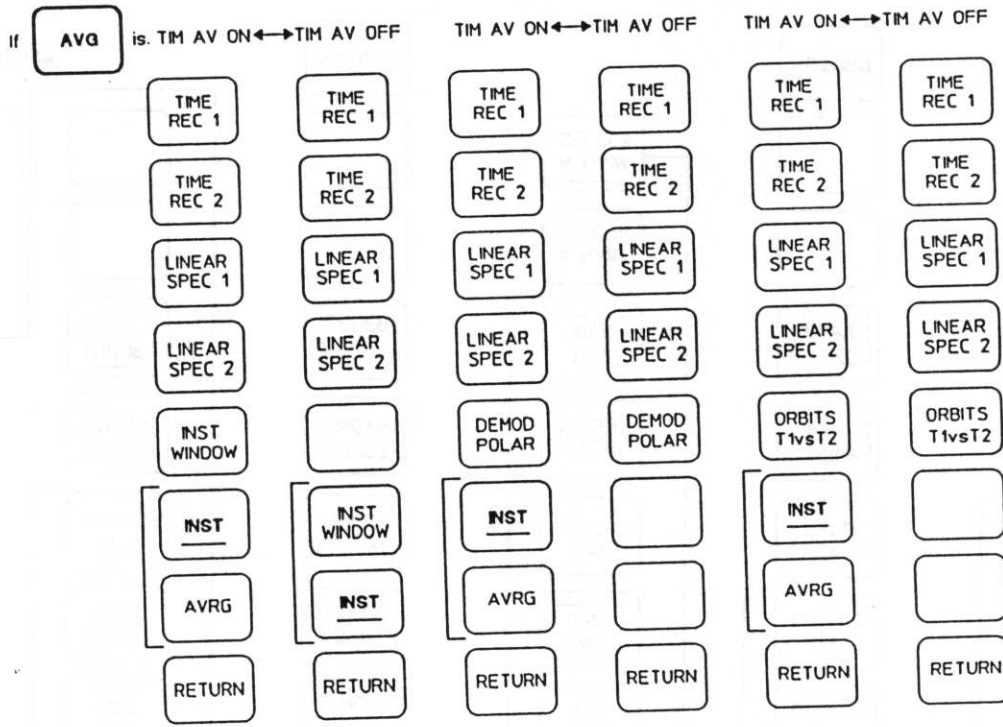 If AVG is. TIM AV ON↔TIM AV OFF TIM AV ON↔TIM AV OFF TIM AV ON↔TIM AV OFF
TIME TIME TIME TIME TIME TIME
REC 1 REC 1 REC 1 REC 1 REC 1 REC 1
TIME TIME TIME TIME TIME TIME
REC 2 REC 2 REC 2 REC 2 REC 2 REC 2
LINEAR LINEAR LINEAR LINEAR LINEAR LINEAR
SPEC 1 SPEC 1 SPEC 1 SPEC 1 SPEC 1 SPEC 1
LINEAR LINEAR LINEAR LINEAR LINEAR LINEAR
SPEC 2 SPEC 2 SPEC 2 SPEC 2 SPEC 2 SPEC 2
INST DEMOD DEMOD ORBITS ORBITS
WINDOW POLAR POLAR T1vsT2 T1vsT2
INST INST INST INST
WINDOW
AVRG INST AVRG AVRG
RETURN RETURN RETURN RETURN RETURN RETURN